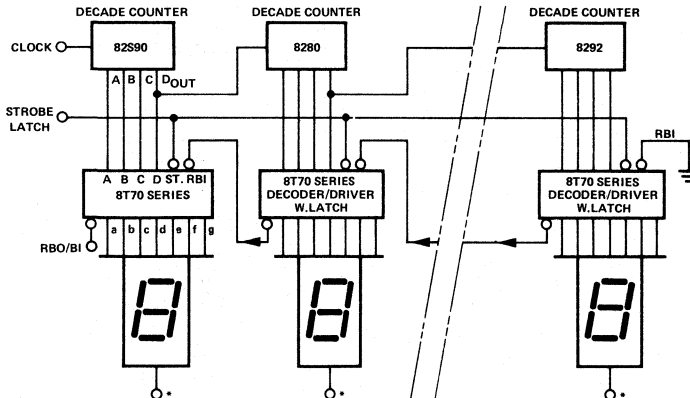 DECADE COUNTER
DECADE COUNTER
DECADE COUNTER
CLOCK
82S90
8280
8292
A B C DOUT
STROBE
LATCH
RBI
A B C D ST. RBI
8T70 SERIES
8T70 SERIES
DECODER/DRIVER
W.LATCH
8T70 SERIES
DECODER/DRIVER
W.LATCH
RBO/BI
a b c d e f g
*
*
*